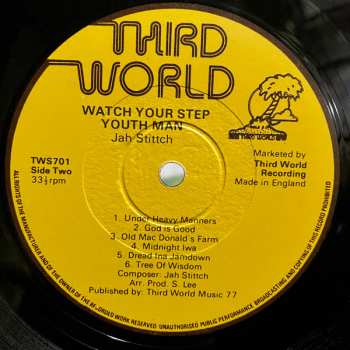 THIRD
WORLD
WATCH YOUR STEP
YOUTH MAN
Jah Stittch
TWS701
Side Two
33⅓ rpm
Marketed by
Third World
Recording
Made in England
1. Under Heavy Manners
2. God is Good
3. Old Mac Donald's Farm
4. Midnight Iwa
5. Dread Ina Jamdown
6. Tree Of Wisdom
Composer: Jah Stitch
Arr. Prod. S. Lee
Published by: Third World Music 77
ALL RIGHTS OF THE MANUFACTURER AND OF THE OWNER OF THE RECORDED WORK RESERVED UNAUTHORISED PUBLIC PERFORMANCE BROADCASTING AND COPYING OF THIS RECORD PROHIBITED